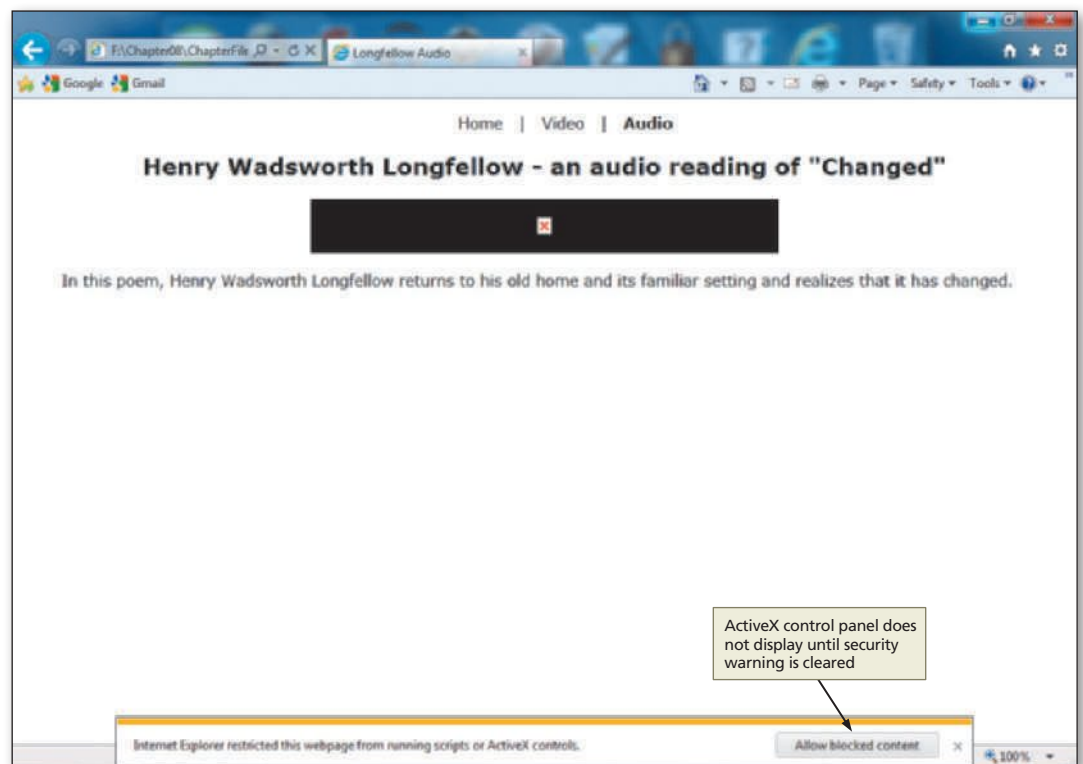 F:\Chapter08\ChapterFile
Longfellow Audio
Google Gmail
Page Safety Tools
Home | Video | Audio
Henry Wadsworth Longfellow - an audio reading of "Changed"
In this poem, Henry Wadsworth Longfellow returns to his old home and its familiar setting and realizes that it has changed.
ActiveX control panel does
not display until security
warning is cleared
Internet Explorer restricted this webpage from running scripts or ActiveX controls.
Allow blocked content
100%